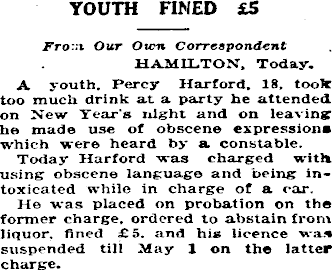 YOUTH FINED £5
From Our Own Correspondent
HAMILTON, Today.
A youth, Percy Harford, 18, took
too much drink at a party he attended
on New Year's night and on leaving
he made use of obscene expressions
which were heard by a constable.
Today Harford was charged with
using obscene language and being in-
toxicated while in charge of a car.
He was placed on probation on the
former charge, ordered to abstain from
liquor, fined £5, and his licence was
suspended till May 1 on the latter
charge.